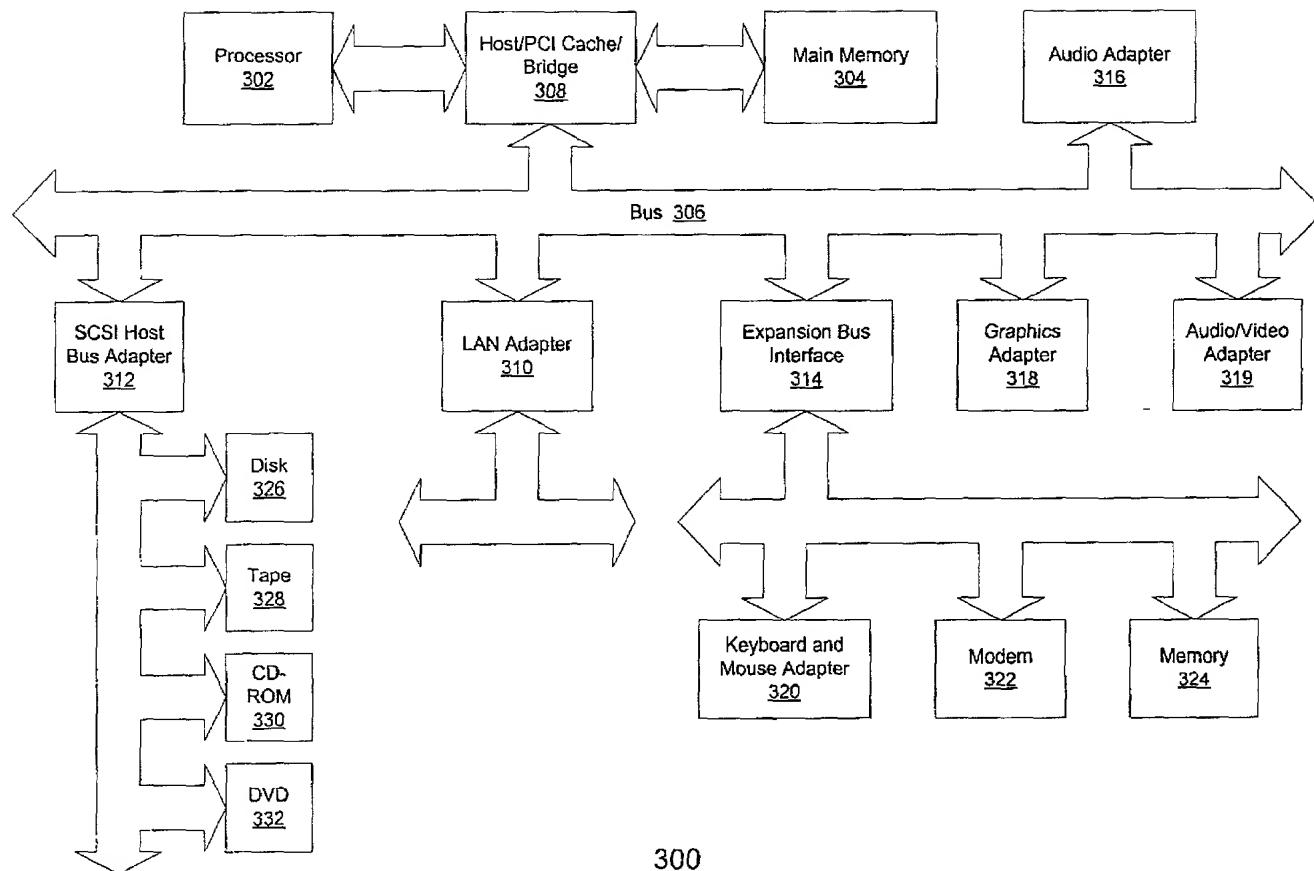 Processor
302
Host/PCI Cache/
Bridge
308
Main Memory
304
Audio Adapter
316
Bus 306
SCSI Host
Bus Adapter
312
LAN Adapter
310
Expansion Bus
Interface
314
Graphics
Adapter
318
Audio/Video
Adapter
319
Disk
326
Tape
328
CD-
ROM
330
DVD
332
Keyboard and
Mouse Adapter
320
Modem
322
Memory
324
300